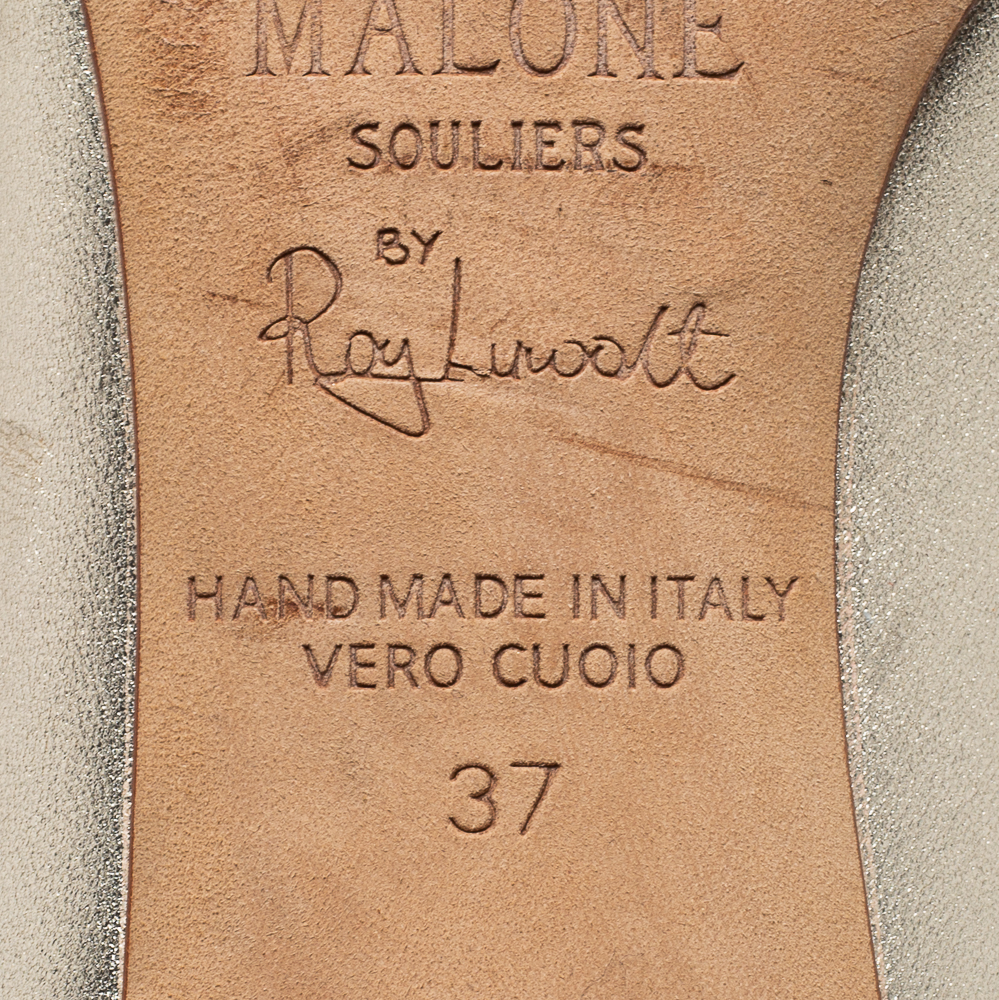 MALONE
SOULIERS
BY
Roy Luwolt
HAND MADE IN ITALY
VERO CUOIO
37